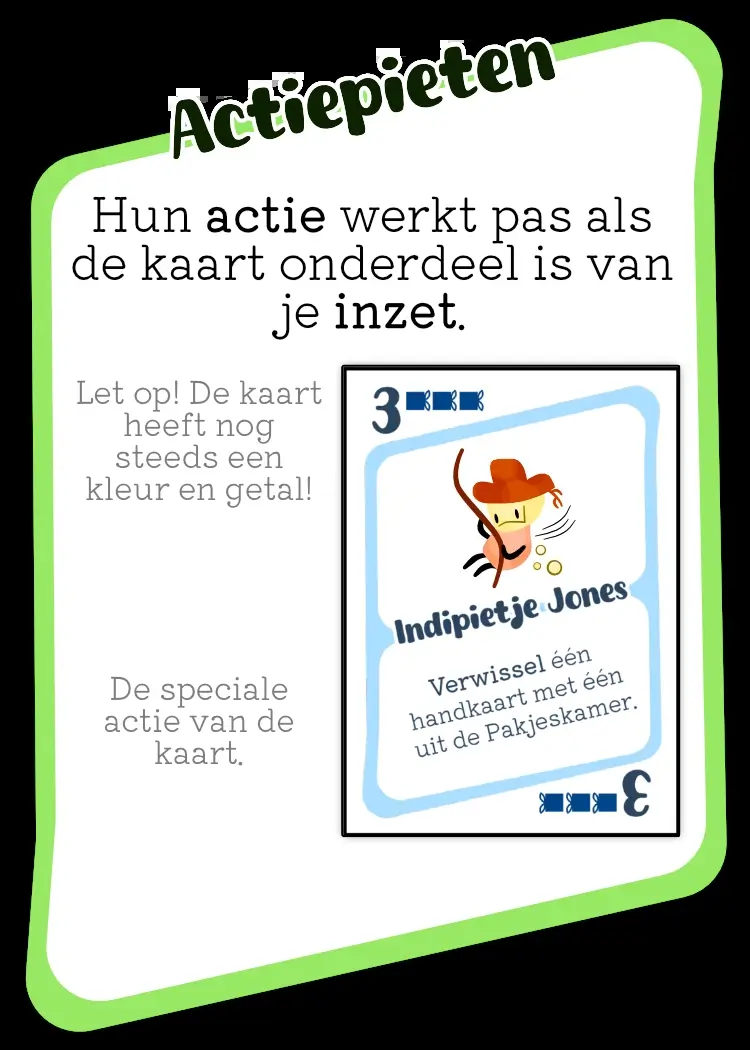 Actiepieten
Hun actie werkt pas als
de kaart onderdeel is van
je inzet.
Let op! De kaart
heeft nog
steeds een
kleur en getal!
De speciale
actie van de
kaart.
3
Indipietje Jones
Verwissel één
handkaart met één
uit de Pakjeskamer.
3